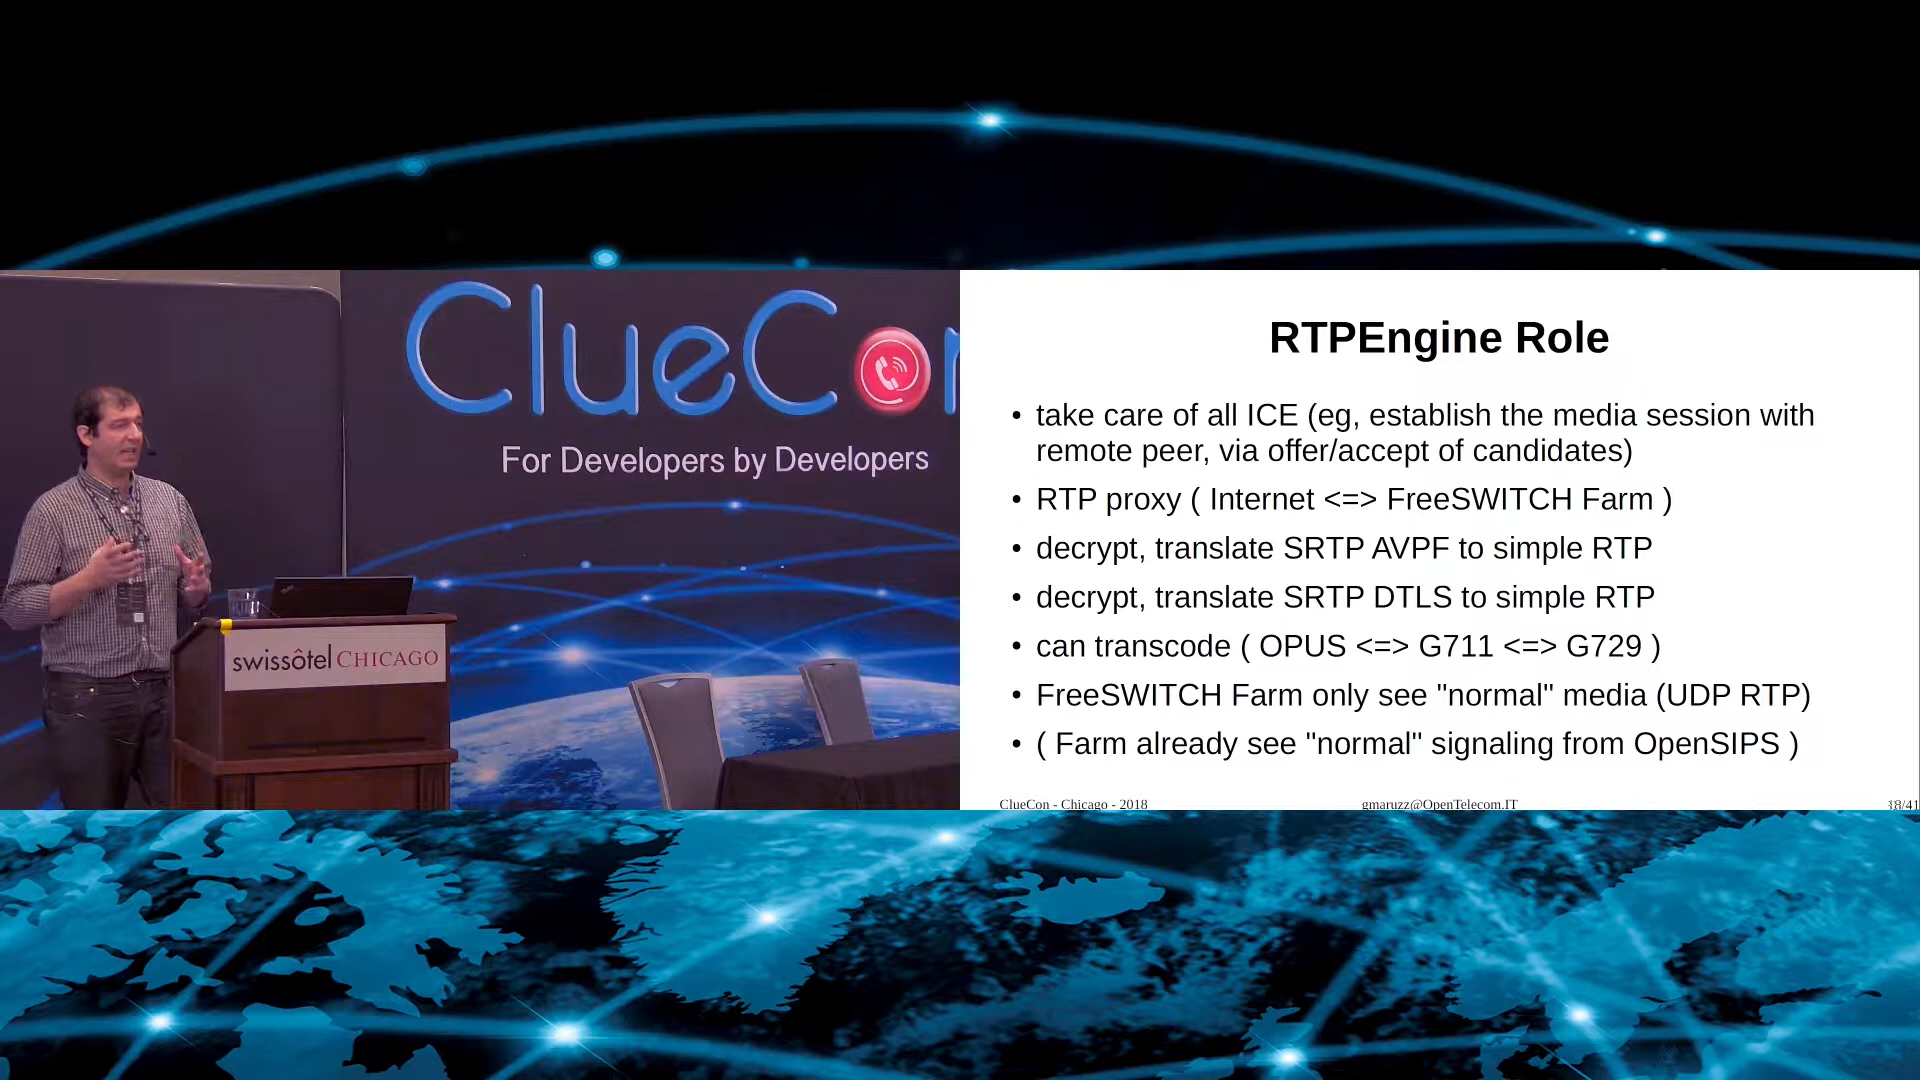 ClueCon
For Developers by Developers
swissôtel CHICAGO
RTPEngine Role
• take care of all ICE (eg, establish the media session with
remote peer, via offer/accept of candidates)
• RTP proxy ( Internet <=> FreeSWITCH Farm )
• decrypt, translate SRTP AVPF to simple RTP
• decrypt, translate SRTP DTLS to simple RTP
• can transcode ( OPUS <=> G711 <=> G729 )
• FreeSWITCH Farm only see "normal" media (UDP RTP)
• ( Farm already see "normal" signaling from OpenSIPS )
ClueCon - Chicago - 2018
gmaruzz@OpenTelecom.IT
18/41